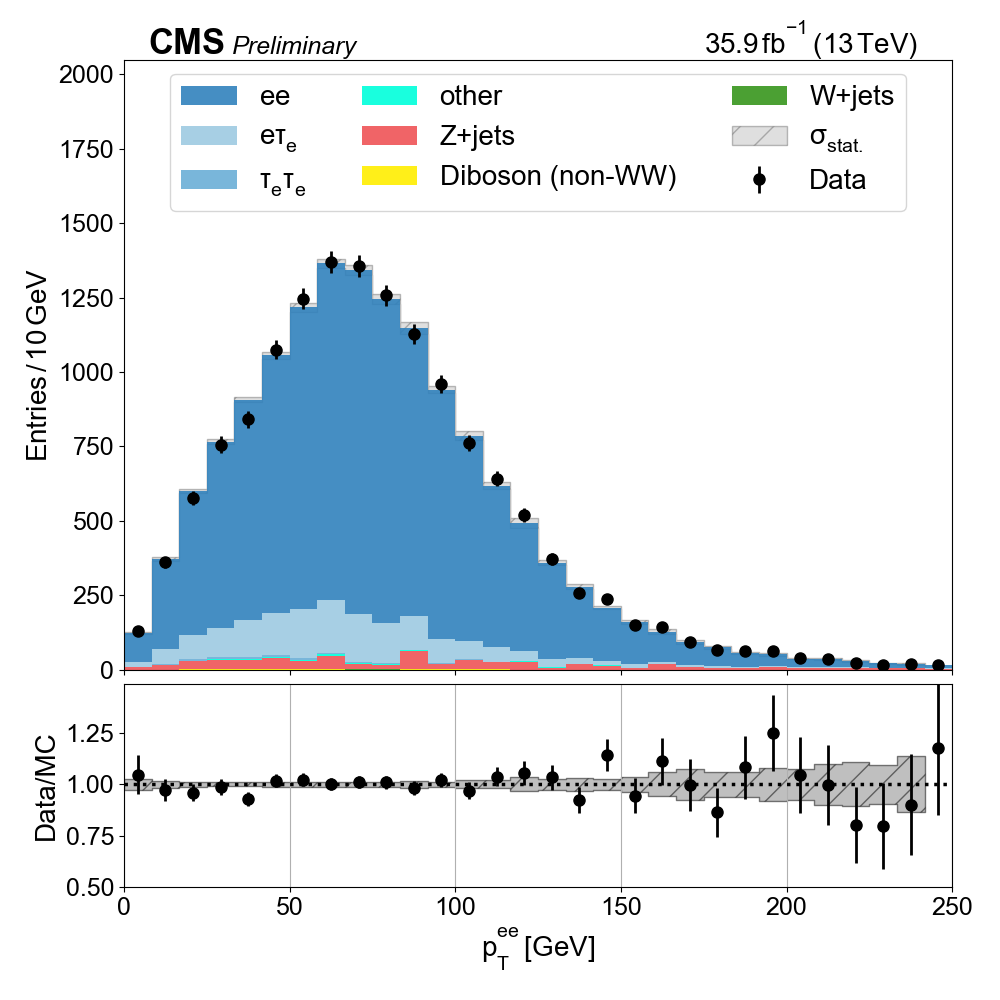 CMS Preliminary 35.9 fb⁻¹ (13 TeV)
ee other W+jets
eτe Z+jets σstat.
τeτe Diboson (non-WW) Data
Entries / 10 GeV
2000
1750
1500
1250
1000
750
500
250
0
Data/MC
1.25
1.00
0.75
0.50
0 50 100 150 200 250
pTee [GeV]